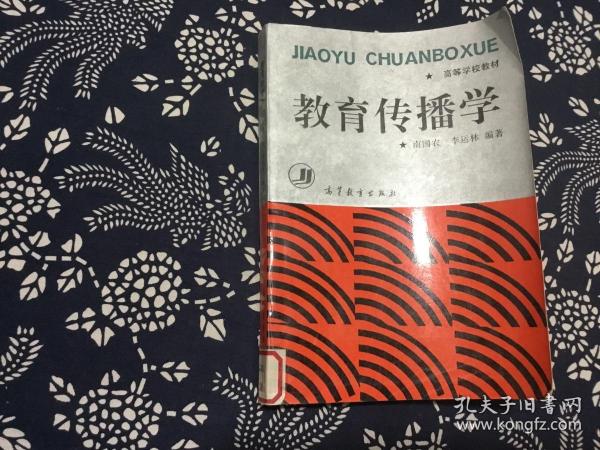 JIAOYU CHUANBOXUE
★ 高等学校教材
教育传播学
★ 南国农 李运林 编著
高等教育出版社
孔夫子旧书网
www.kongfz.com